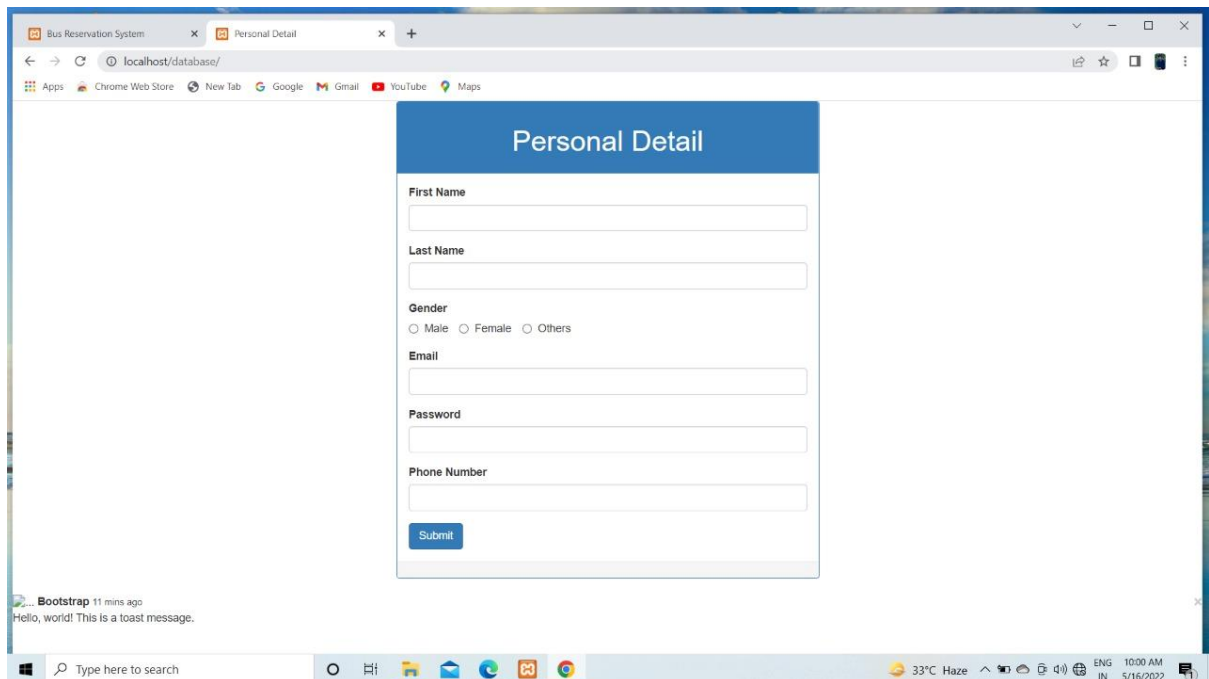 Bus Reservation System
Personal Detail
localhost/database/
Apps Chrome Web Store New Tab Google Gmail YouTube Maps
Personal Detail
First Name
Last Name
Gender
Male Female Others
Email
Password
Phone Number
Submit
... Bootstrap 11 mins ago
Hello, world! This is a toast message.
Type here to search
33°C Haze
ENG
IN
10:00 AM
5/16/2022